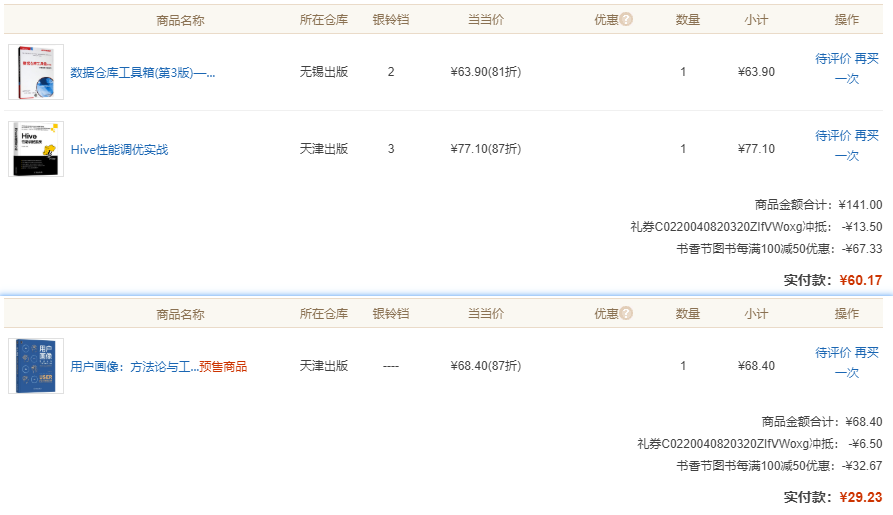 商品名称 所在仓库 银铃铛 当当价 优惠? 数量 小计 操作
数据仓库工具箱(第3版)—... 无锡出版 2 ¥63.90(81折) 1 ¥63.90 待评价 再买一次
Hive
Hive性能调优实战 天津出版 3 ¥77.10(87折) 1 ¥77.10 待评价 再买一次
商品金额合计: ¥141.00
礼券C0220040820320ZIfVWoxg冲抵: -¥13.50
书香节图书每满100减50优惠: -¥67.33
实付款: ¥60.17
商品名称 所在仓库 银铃铛 当当价 优惠? 数量 小计 操作
用户画像
用户画像：方法论与工...预售商品 天津出版 ---- ¥68.40(87折) 1 ¥68.40 待评价 再买一次
商品金额合计: ¥68.40
礼券C0220040820320ZIfVWoxg冲抵: -¥6.50
书香节图书每满100减50优惠: -¥32.67
实付款: ¥29.23